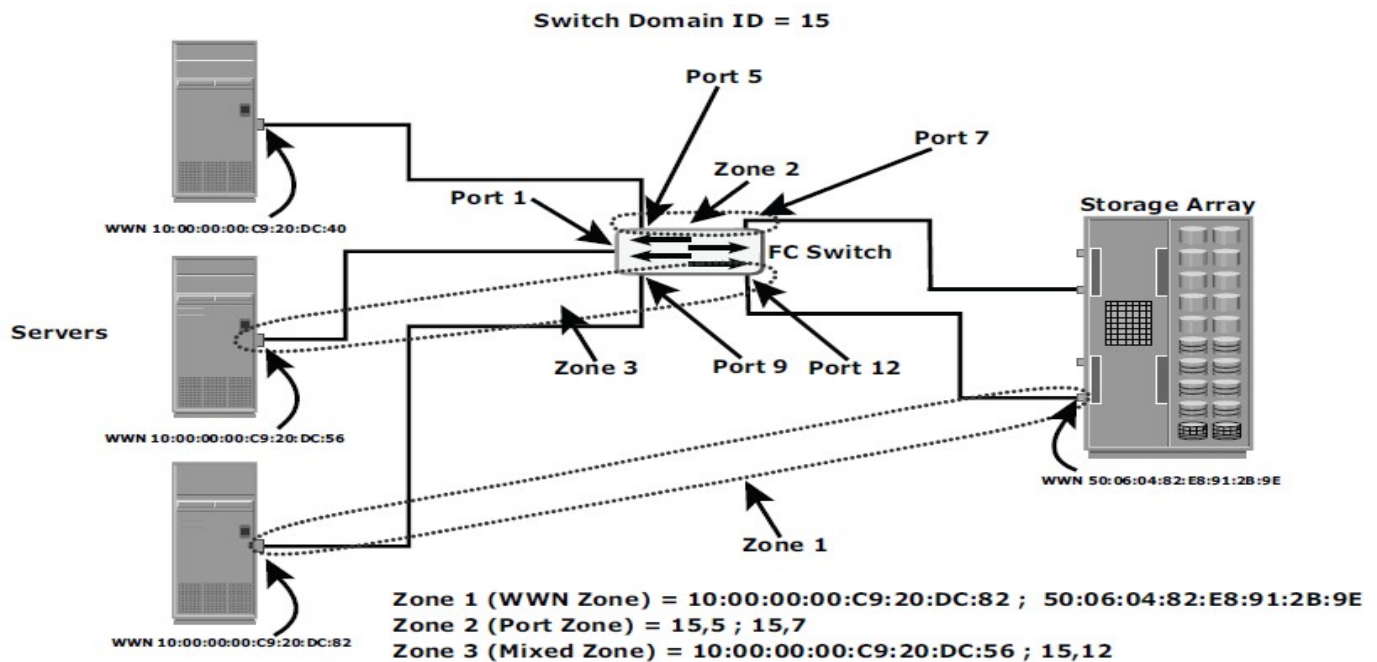 Switch Domain ID = 15
Port 5
Port 7
Zone 2
Port 1
Storage Array
WWN 10:00:00:00:C9:20:DC:40
FC Switch
Servers
Zone 3
Port 9
Port 12
WWN 10:00:00:00:C9:20:DC:56
WWN 50:06:04:82:E8:91:2B:9E
Zone 1
Zone 1 (WWN Zone) = 10:00:00:00:C9:20:DC:82 ; 50:06:04:82:E8:91:2B:9E
Zone 2 (Port Zone) = 15,5 ; 15,7
WWN 10:00:00:00:C9:20:DC:82
Zone 3 (Mixed Zone) = 10:00:00:00:C9:20:DC:56 ; 15,12